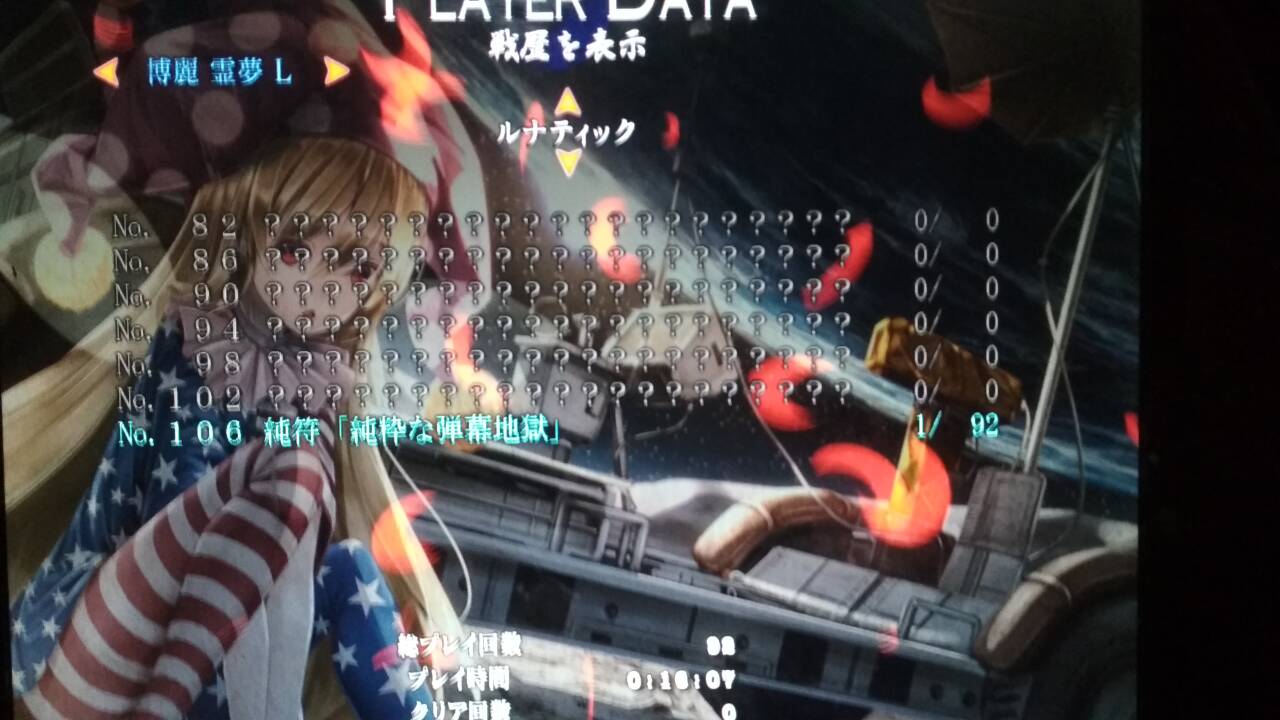 PLAYER DATA
戦歴を表示
博麗 霊夢 L
ルナティック
No. 82 ????????????????????? 0/ 0
No. 86 ????????????????????? 0/ 0
No. 90 ????????????????????? 0/ 0
No. 94 ????????????????????? 0/ 0
No. 98 ????????????????????? 0/ 0
No. 102 ????????????????????? 0/ 0
No. 106 純符「純粋な弾幕地獄」 1/ 92
総プレイ回数 92
プレイ時間 0:16:07
クリア回数 0